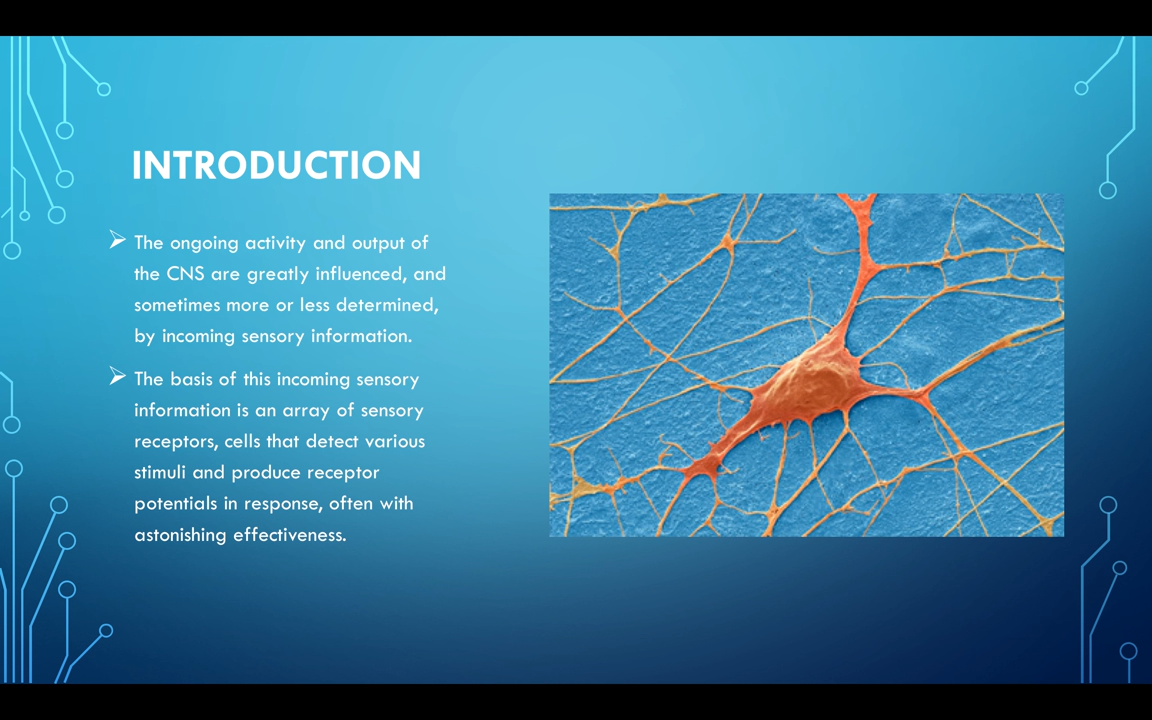 INTRODUCTION
The ongoing activity and output of
the CNS are greatly influenced, and
sometimes more or less determined,
by incoming sensory information.
The basis of this incoming sensory
information is an array of sensory
receptors, cells that detect various
stimuli and produce receptor
potentials in response, often with
astonishing effectiveness.